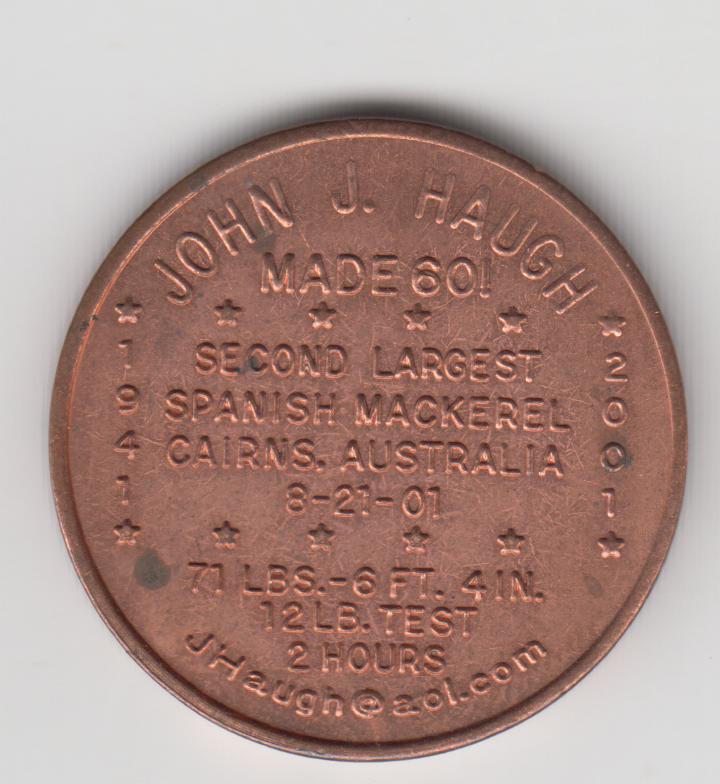 JOHN J. HAUGH
MADE 60!
1941
2001
SECOND LARGEST
SPANISH MACKEREL
CAIRNS. AUSTRALIA
8-21-01
71 LBS.-6 FT. 4 IN.
12 LB. TEST
2 HOURS
J'Haugh@aol.com